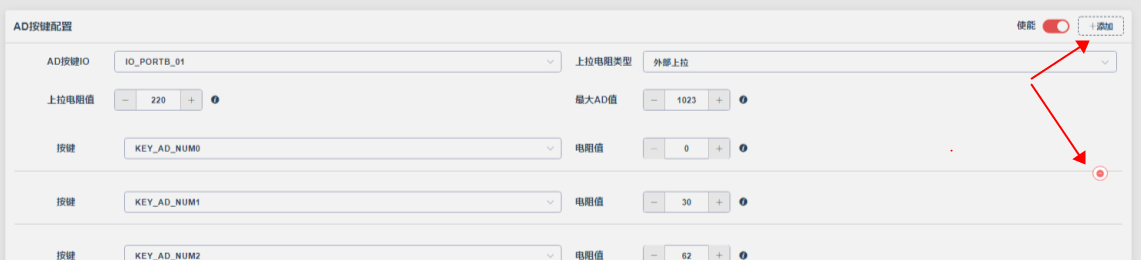 AD按键配置 使能 +添加
AD按键IO IO_PORTB_01 上拉电阻类型 外部上拉
上拉电阻值 − 220 + 最大AD值 − 1023 +
按键 KEY_AD_NUM0 电阻值 − 0 +
按键 KEY_AD_NUM1 电阻值 − 30 +
按键 KEY_AD_NUM2 电阻值 − 62 +